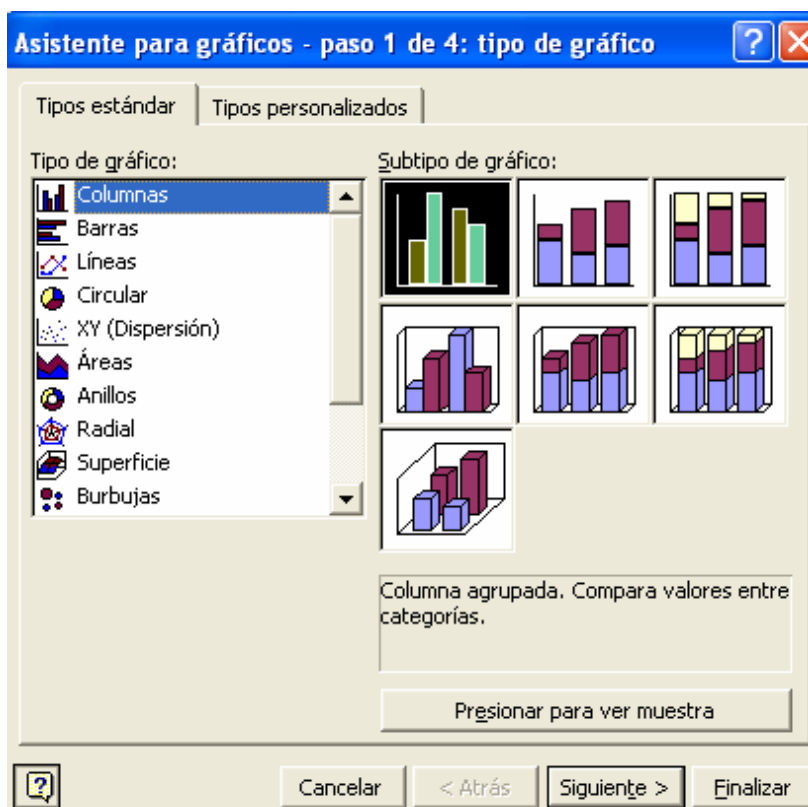 Asistente para gráficos - paso 1 de 4: tipo de gráfico
Tipos estándar
Tipos personalizados
Tipo de gráfico:
Subtipo de gráfico:
Columnas
Barras
Líneas
Circular
XY (Dispersión)
Áreas
Anillos
Radial
Superficie
Burbujas
Columna agrupada. Compara valores entre
categorías.
Presionar para ver muestra
Cancelar
< Atrás
Siguiente >
Finalizar